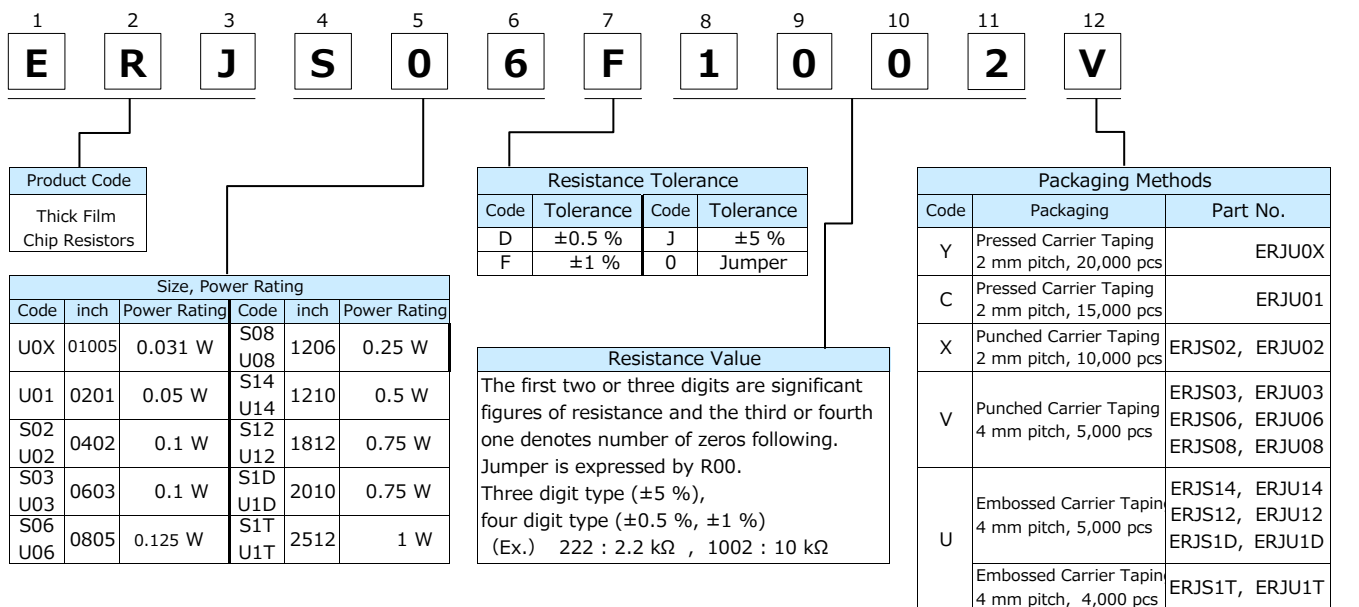 1 2 3 4 5 6 7 8 9 10 11 12
E R J S 0 6 F 1 0 0 2 V
Product Code
Thick Film
Chip Resistors
Size, Power Rating
Code inch Power Rating Code inch Power Rating
U0X 01005 0.031 W S08 U08 1206 0.25 W
U01 0201 0.05 W S14 U14 1210 0.5 W
S02 U02 0402 0.1 W S12 U12 1812 0.75 W
S03 U03 0603 0.1 W S1D U1D 2010 0.75 W
S06 U06 0805 0.125 W S1T U1T 2512 1 W
Resistance Tolerance
Code Tolerance Code Tolerance
D ±0.5 % J ±5 %
F ±1 % 0 Jumper
Resistance Value
The first two or three digits are significant
figures of resistance and the third or fourth
one denotes number of zeros following.
Jumper is expressed by R00.
Three digit type (±5 %),
four digit type (±0.5 %, ±1 %)
(Ex.) 222 : 2.2 kΩ , 1002 : 10 kΩ
Packaging Methods
Code Packaging Part No.
Y Pressed Carrier Taping
2 mm pitch, 20,000 pcs ERJU0X
C Pressed Carrier Taping
2 mm pitch, 15,000 pcs ERJU01
X Punched Carrier Taping
2 mm pitch, 10,000 pcs ERJS02, ERJU02
V Punched Carrier Taping
4 mm pitch, 5,000 pcs
ERJS03, ERJU03
ERJS06, ERJU06
ERJS08, ERJU08
U Embossed Carrier Taping
4 mm pitch, 5,000 pcs
ERJS14, ERJU14
ERJS12, ERJU12
ERJS1D, ERJU1D
Embossed Carrier Taping
4 mm pitch, 4,000 pcs
ERJS1T, ERJU1T